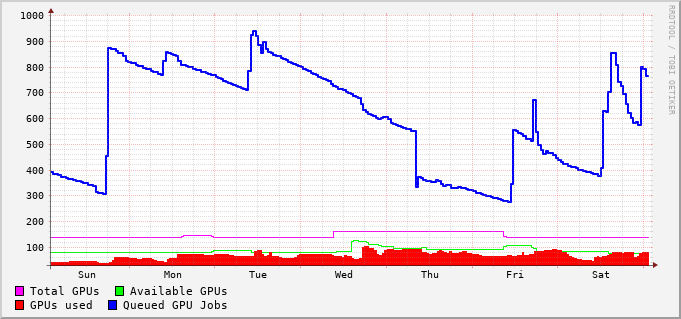 1000
900
800
700
600
500
400
300
200
100
Sun Mon Tue Wed Thu Fri Sat
Total GPUs Available GPUs
GPUs used Queued GPU Jobs
RRDTOOL / TOBI OETIKER